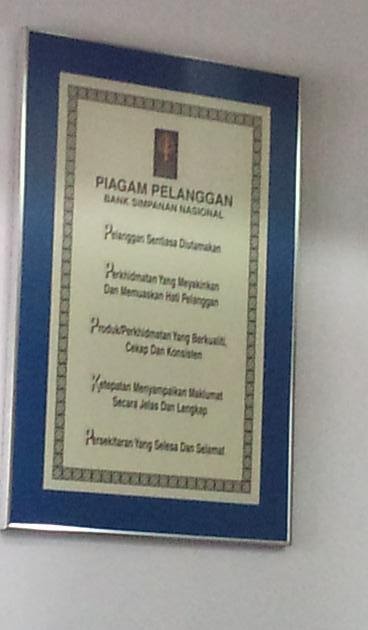 PIAGAM PELANGGAN
BANK SIMPANAN NASIONAL
Pelanggan Sentiasa Diutamakan
Perkhidmatan Yang Meyakinkan
Dan Memuaskan Hati Pelanggan
Produk/Perkhidmatan Yang Berkualiti,
Cekap Dan Konsisten
Ketepatan Menyampaikan Maklumat
Secara Jelas Dan Lengkap
Persekitaran Yang Selesa Dan Selamat